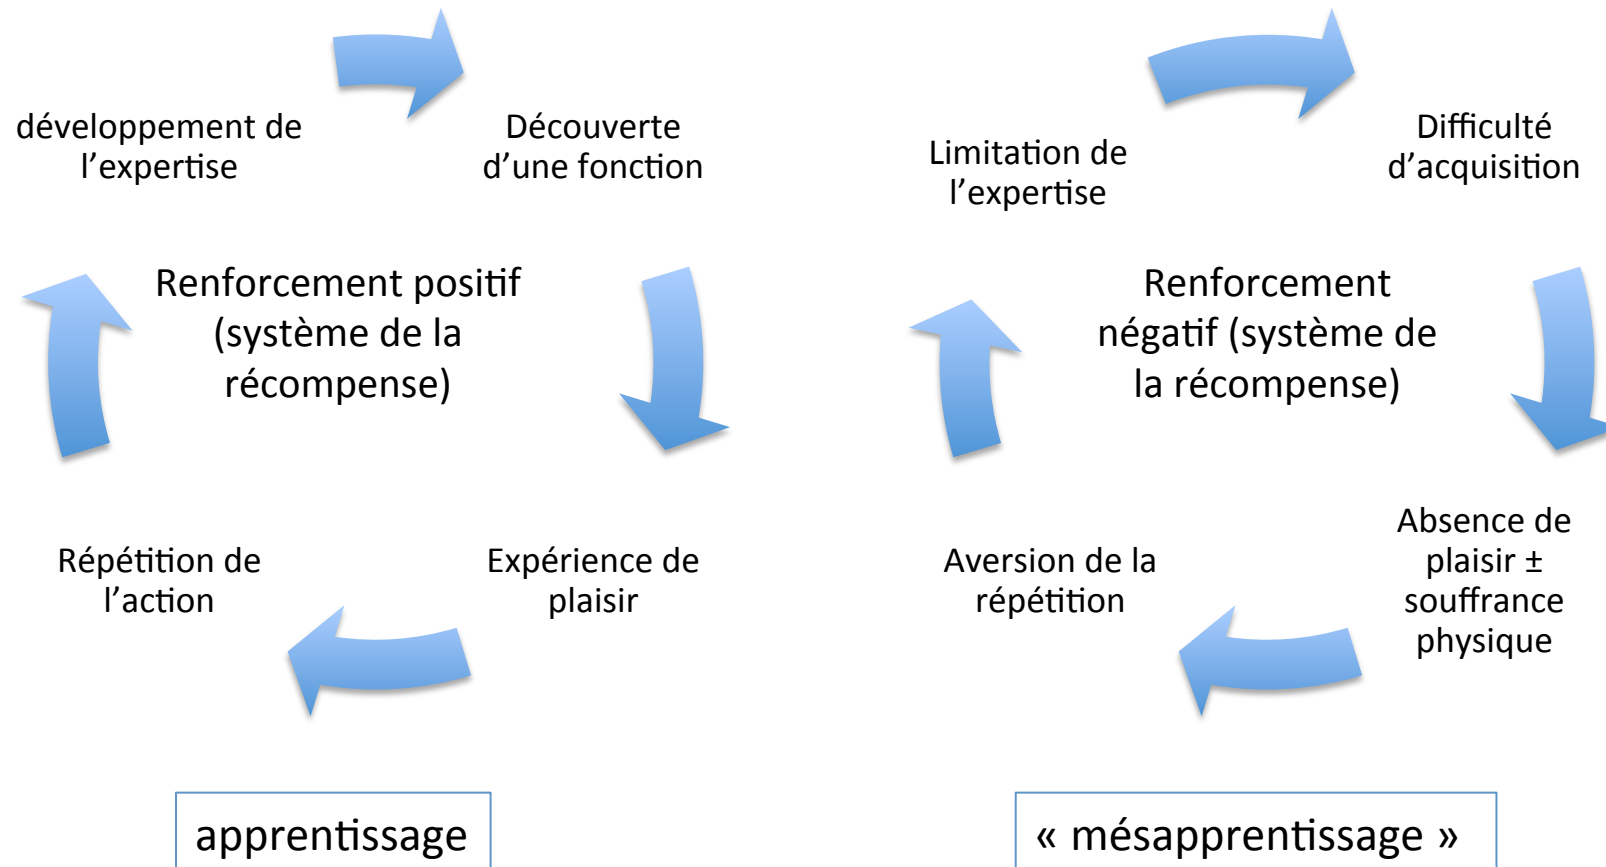 développement de
l’expertise
Découverte
d’une fonction
Renforcement positif
(système de la
récompense)
Répétition de
l’action
Expérience de
plaisir
apprentissage
Limitation de
l’expertise
Difficulté
d’acquisition
Renforcement
négatif (système de
la récompense)
Aversion de la
répétition
Absence de
plaisir ±
souffrance
physique
« mésapprentissage »